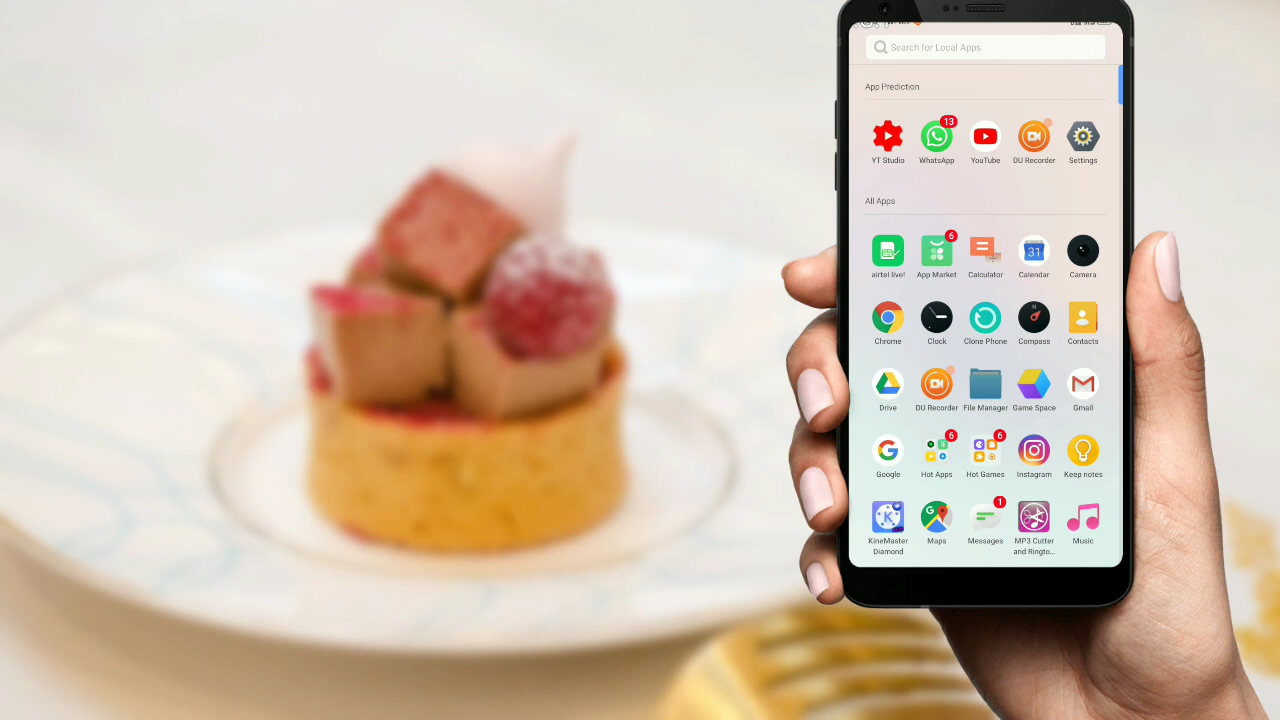 Search for Local Apps
App Prediction
13
YT Studio WhatsApp YouTube DU Recorder Settings
All Apps
6
31
airtel live! App Market Calculator Calendar Camera
N
Chrome Clock Clone Phone Compass Contacts
Drive DU Recorder File Manager Game Space Gmail
6 6
Google Hot Apps Hot Games Instagram Keep notes
1
K G
KineMaster Maps Messages MP3 Cutter Music
Diamond and Ringto...